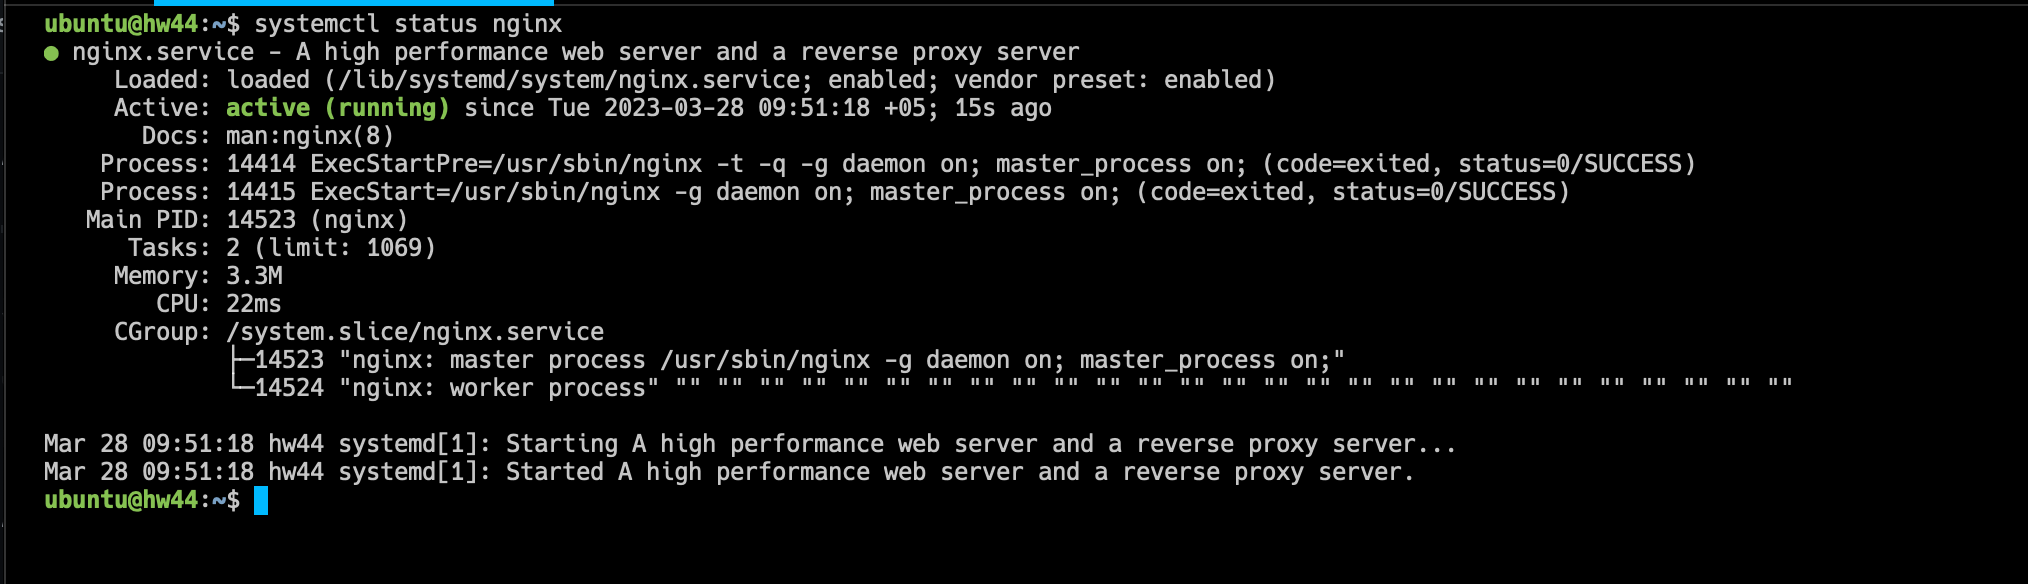 ubuntu@hw44:~$ systemctl status nginx
● nginx.service - A high performance web server and a reverse proxy server
     Loaded: loaded (/lib/systemd/system/nginx.service; enabled; vendor preset: enabled)
     Active: active (running) since Tue 2023-03-28 09:51:18 +05; 15s ago
       Docs: man:nginx(8)
    Process: 14414 ExecStartPre=/usr/sbin/nginx -t -q -g daemon on; master_process on; (code=exited, status=0/SUCCESS)
    Process: 14415 ExecStart=/usr/sbin/nginx -g daemon on; master_process on; (code=exited, status=0/SUCCESS)
   Main PID: 14523 (nginx)
      Tasks: 2 (limit: 1069)
     Memory: 3.3M
        CPU: 22ms
     CGroup: /system.slice/nginx.service
             ├─14523 "nginx: master process /usr/sbin/nginx -g daemon on; master_process on;"
             └─14524 "nginx: worker process" "" "" "" "" "" "" "" "" "" "" "" "" "" "" "" "" "" "" "" "" "" "" "" "" "" "" ""

Mar 28 09:51:18 hw44 systemd[1]: Starting A high performance web server and a reverse proxy server...
Mar 28 09:51:18 hw44 systemd[1]: Started A high performance web server and a reverse proxy server.
ubuntu@hw44:~$